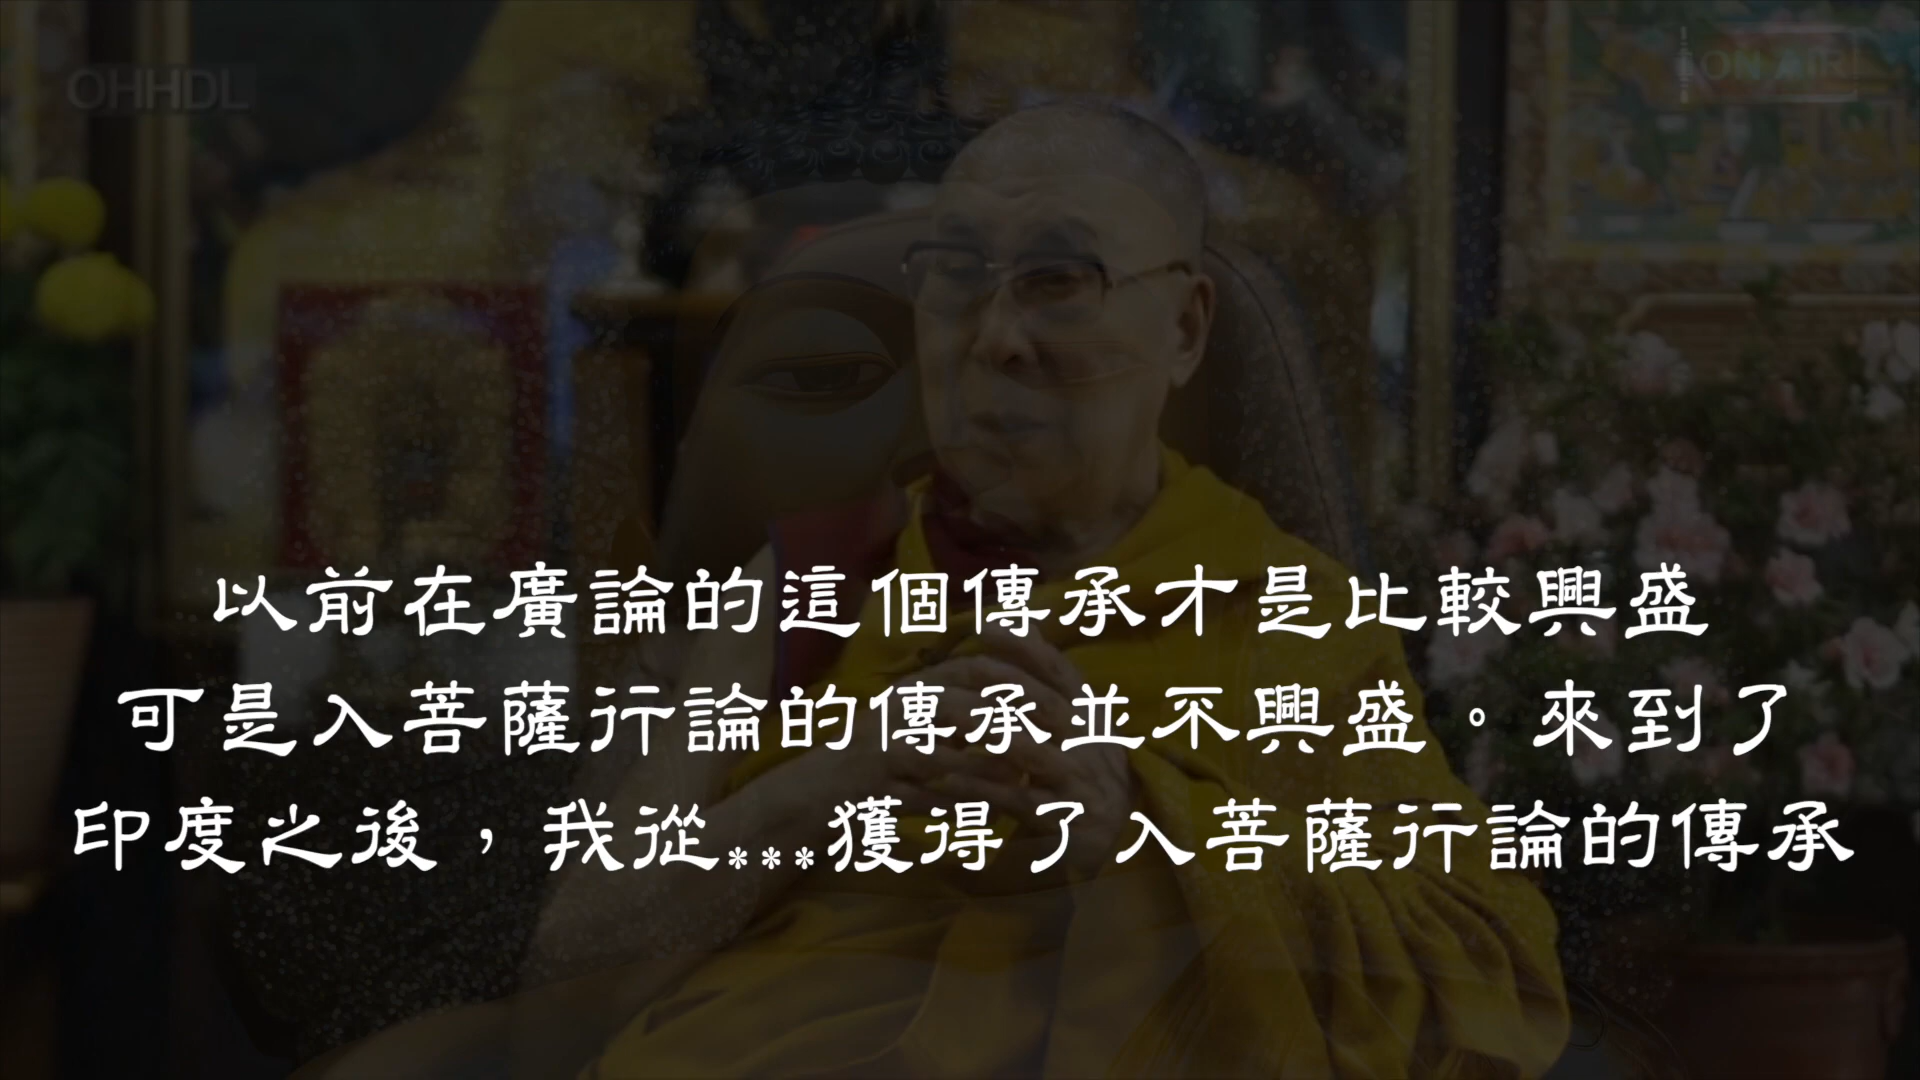 OHHDL
ON AIR
以前在廣論的這個傳承才是比較興盛
可是入菩薩行論的傳承並不興盛。來到了
印度之後，我從...獲得了入菩薩行論的傳承